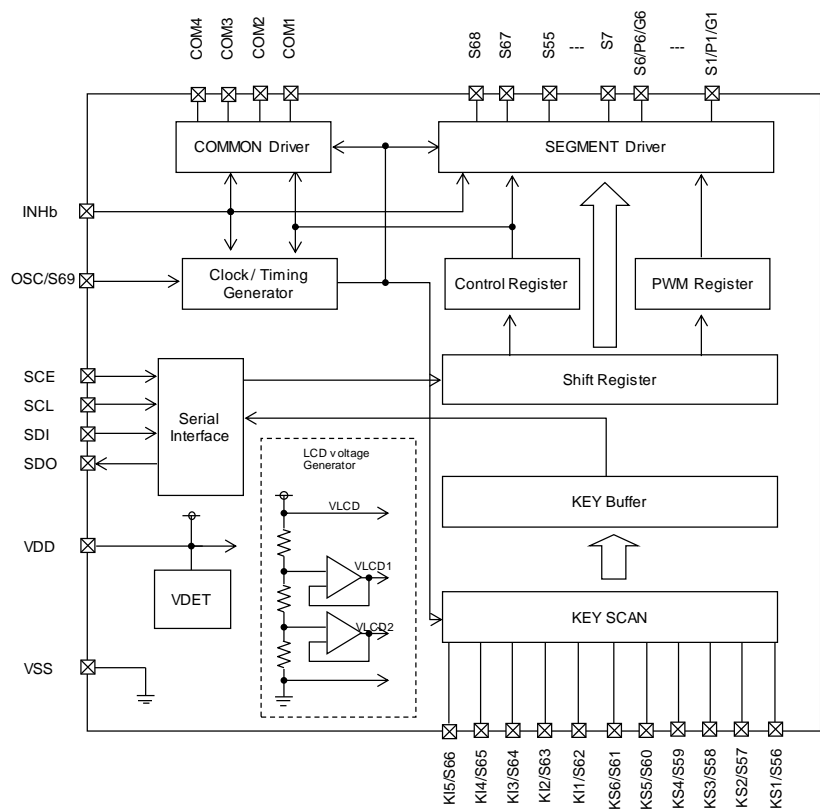 COM4
COM3
COM2
COM1
S68
S67
S55
---
S7
S6/P6/G6
---
S1/P1/G1
COMMON Driver
SEGMENT Driver
INHb
OSC/S69
Clock / Timing
Generator
Control Register
PWM Register
SCE
SCL
SDI
SDO
Serial
Interface
Shift Register
LCD voltage
Generator
VLCD
VLCD1
VLCD2
KEY Buffer
VDD
VDET
KEY SCAN
VSS
KI5/S66
KI4/S65
KI3/S64
KI2/S63
KI1/S62
KS6/S61
KS5/S60
KS4/S59
KS3/S58
KS2/S57
KS1/S56